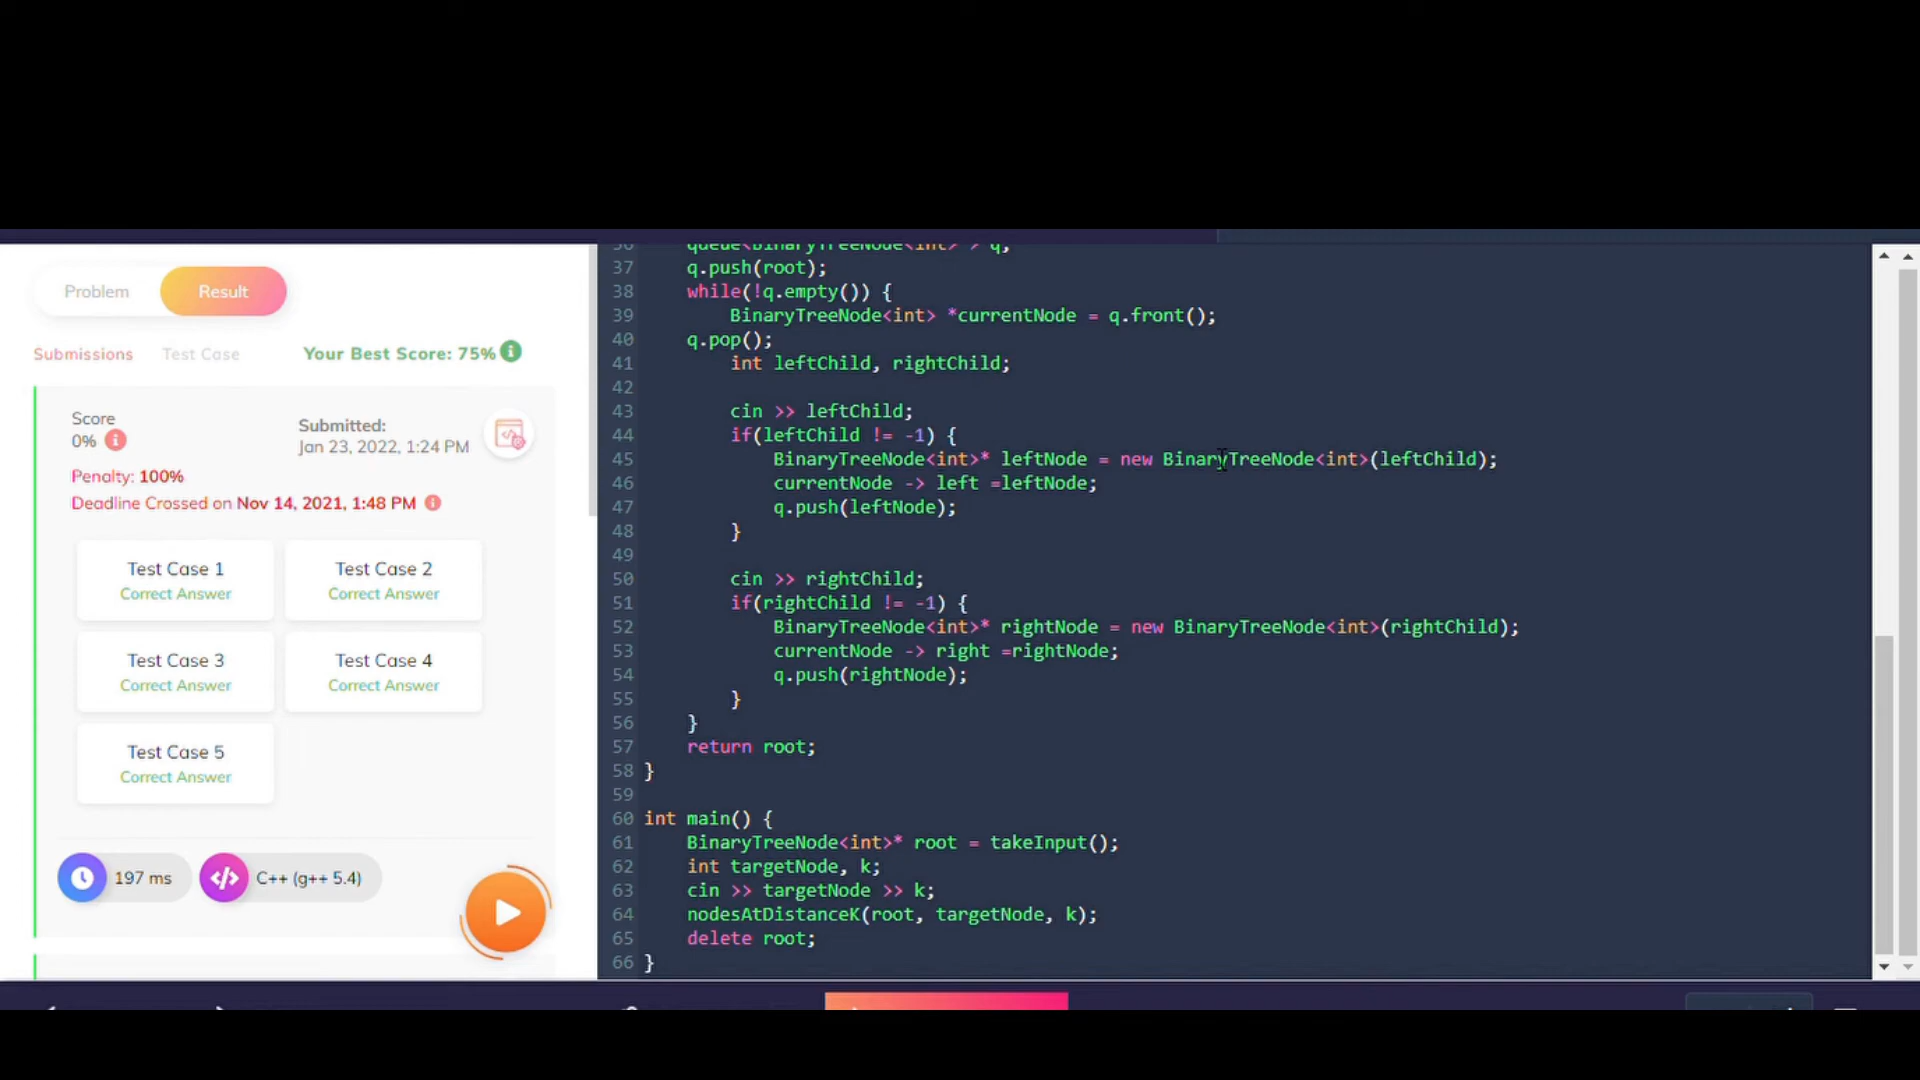 Problem
Result
Submissions
Test Case
Your Best Score: 75%
Score
0%
Submitted:
Jan 23, 2022, 1:24 PM
Penalty: 100%
Deadline Crossed on Nov 14, 2021, 1:48 PM
Test Case 1
Correct Answer
Test Case 2
Correct Answer
Test Case 3
Correct Answer
Test Case 4
Correct Answer
Test Case 5
Correct Answer
197 ms
C++ (g++ 5.4)
36 queue<BinaryTreeNode<int>*> q;
37 q.push(root);
38 while(!q.empty()) {
39 BinaryTreeNode<int> *currentNode = q.front();
40 q.pop();
41 int leftChild, rightChild;
42
43 cin >> leftChild;
44 if(leftChild != -1) {
45 BinaryTreeNode<int>* leftNode = new BinaryTreeNode<int>(leftChild);
46 currentNode -> left =leftNode;
47 q.push(leftNode);
48 }
49
50 cin >> rightChild;
51 if(rightChild != -1) {
52 BinaryTreeNode<int>* rightNode = new BinaryTreeNode<int>(rightChild);
53 currentNode -> right =rightNode;
54 q.push(rightNode);
55 }
56 }
57 return root;
58 }
59
60 int main() {
61 BinaryTreeNode<int>* root = takeInput();
62 int targetNode, k;
63 cin >> targetNode >> k;
64 nodesAtDistanceK(root, targetNode, k);
65 delete root;
66 }